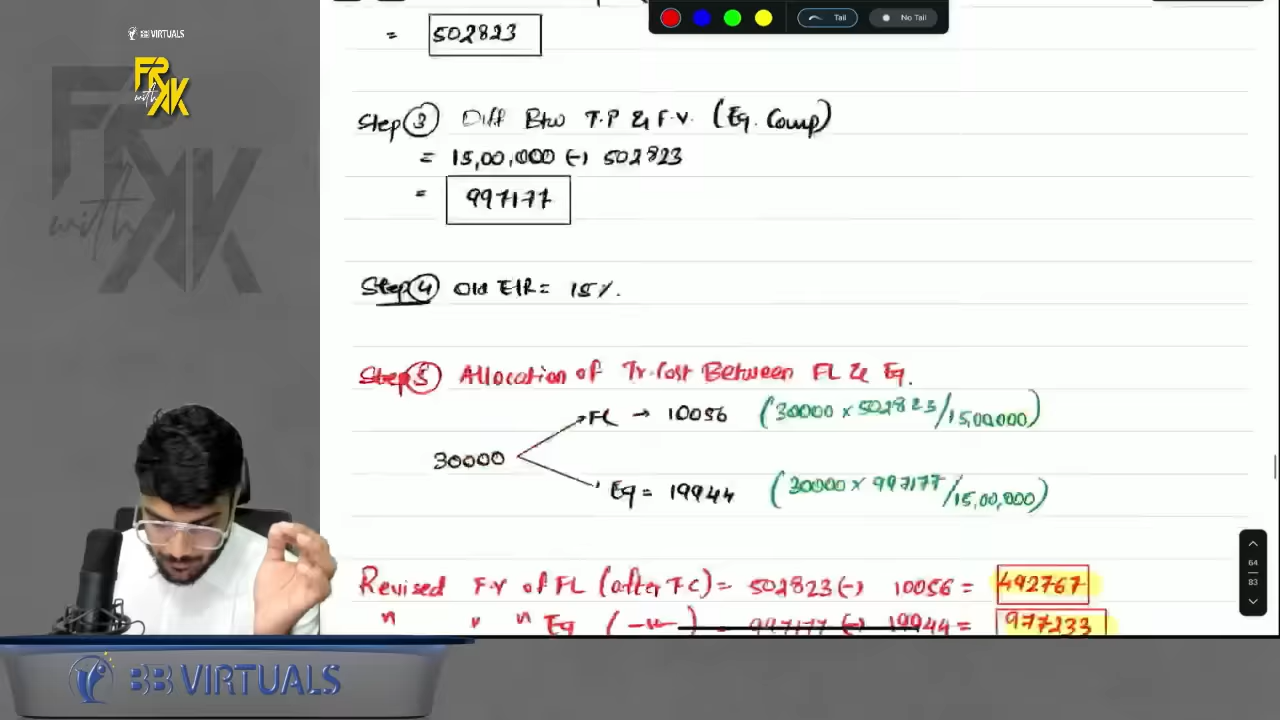 BB VIRTUALS
FR
with
KK
Tail
No Tail
= 502823
Step ③ Diff Btw T.P & F.V. (Eq. Comp)
= 15,00,000 (-) 502823
= 997177
Step ④ Old EIR = 15%.
Step ⑤ Allocation of Tr. Cost Between FL & Eq.
FL → 10056 (30000 × 502823/15,00,000)
30000
Eq = 19944 (30000 × 997177/15,00,000)
Revised F.V of FL (after T.C) = 502823 (-) 10056 = 492767
" " " Eq (-"-) = 997177 (-) 19944 = 977233
64
83
BB VIRTUALS